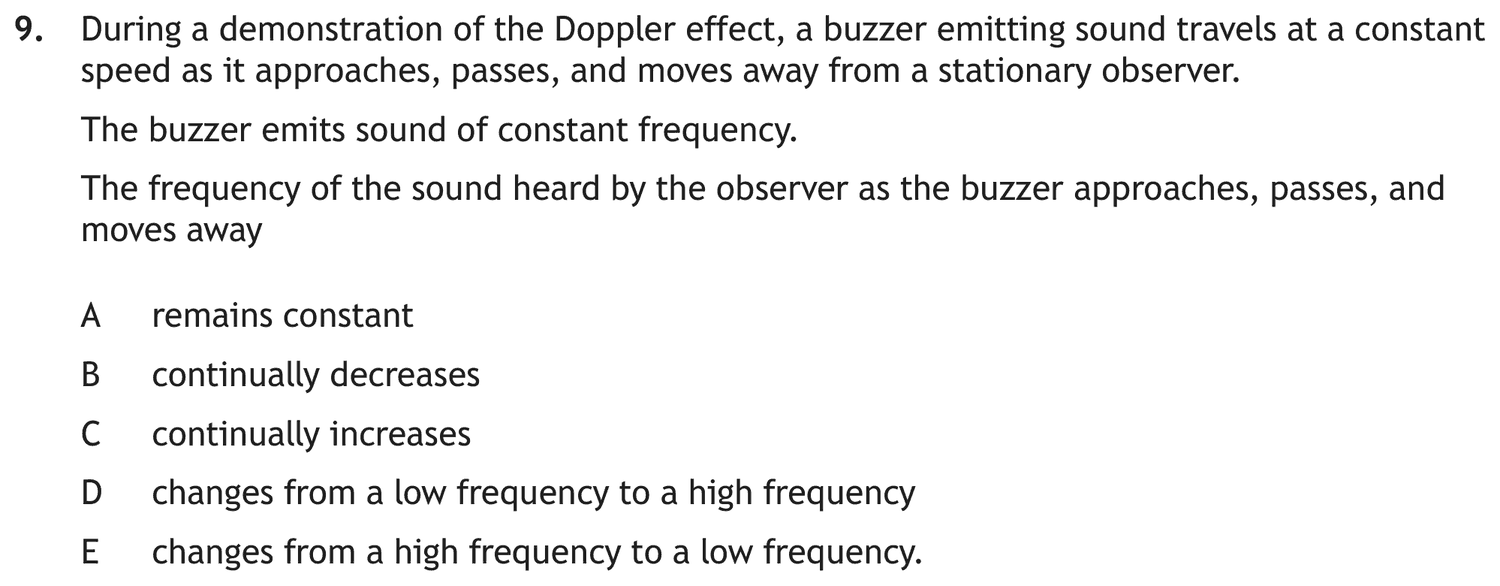 9. During a demonstration of the Doppler effect, a buzzer emitting sound travels at a constant
speed as it approaches, passes, and moves away from a stationary observer.
The buzzer emits sound of constant frequency.
The frequency of the sound heard by the observer as the buzzer approaches, passes, and
moves away
A remains constant
B continually decreases
C continually increases
D changes from a low frequency to a high frequency
E changes from a high frequency to a low frequency.